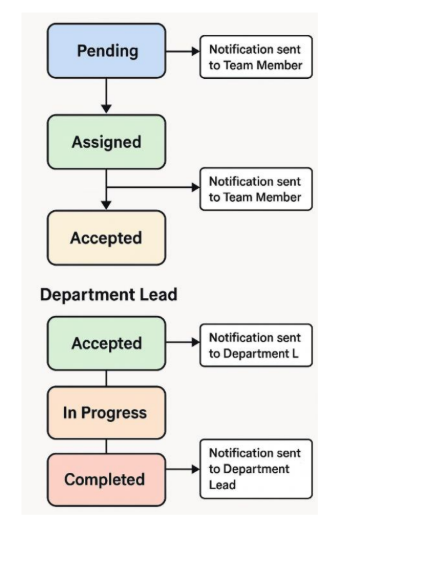 Pending
Notification sent
to Team Member
Assigned
Notification sent
to Team Member
Accepted
Department Lead
Accepted
Notification sent
to Department L
In Progress
Notification sent
to Department
Lead
Completed